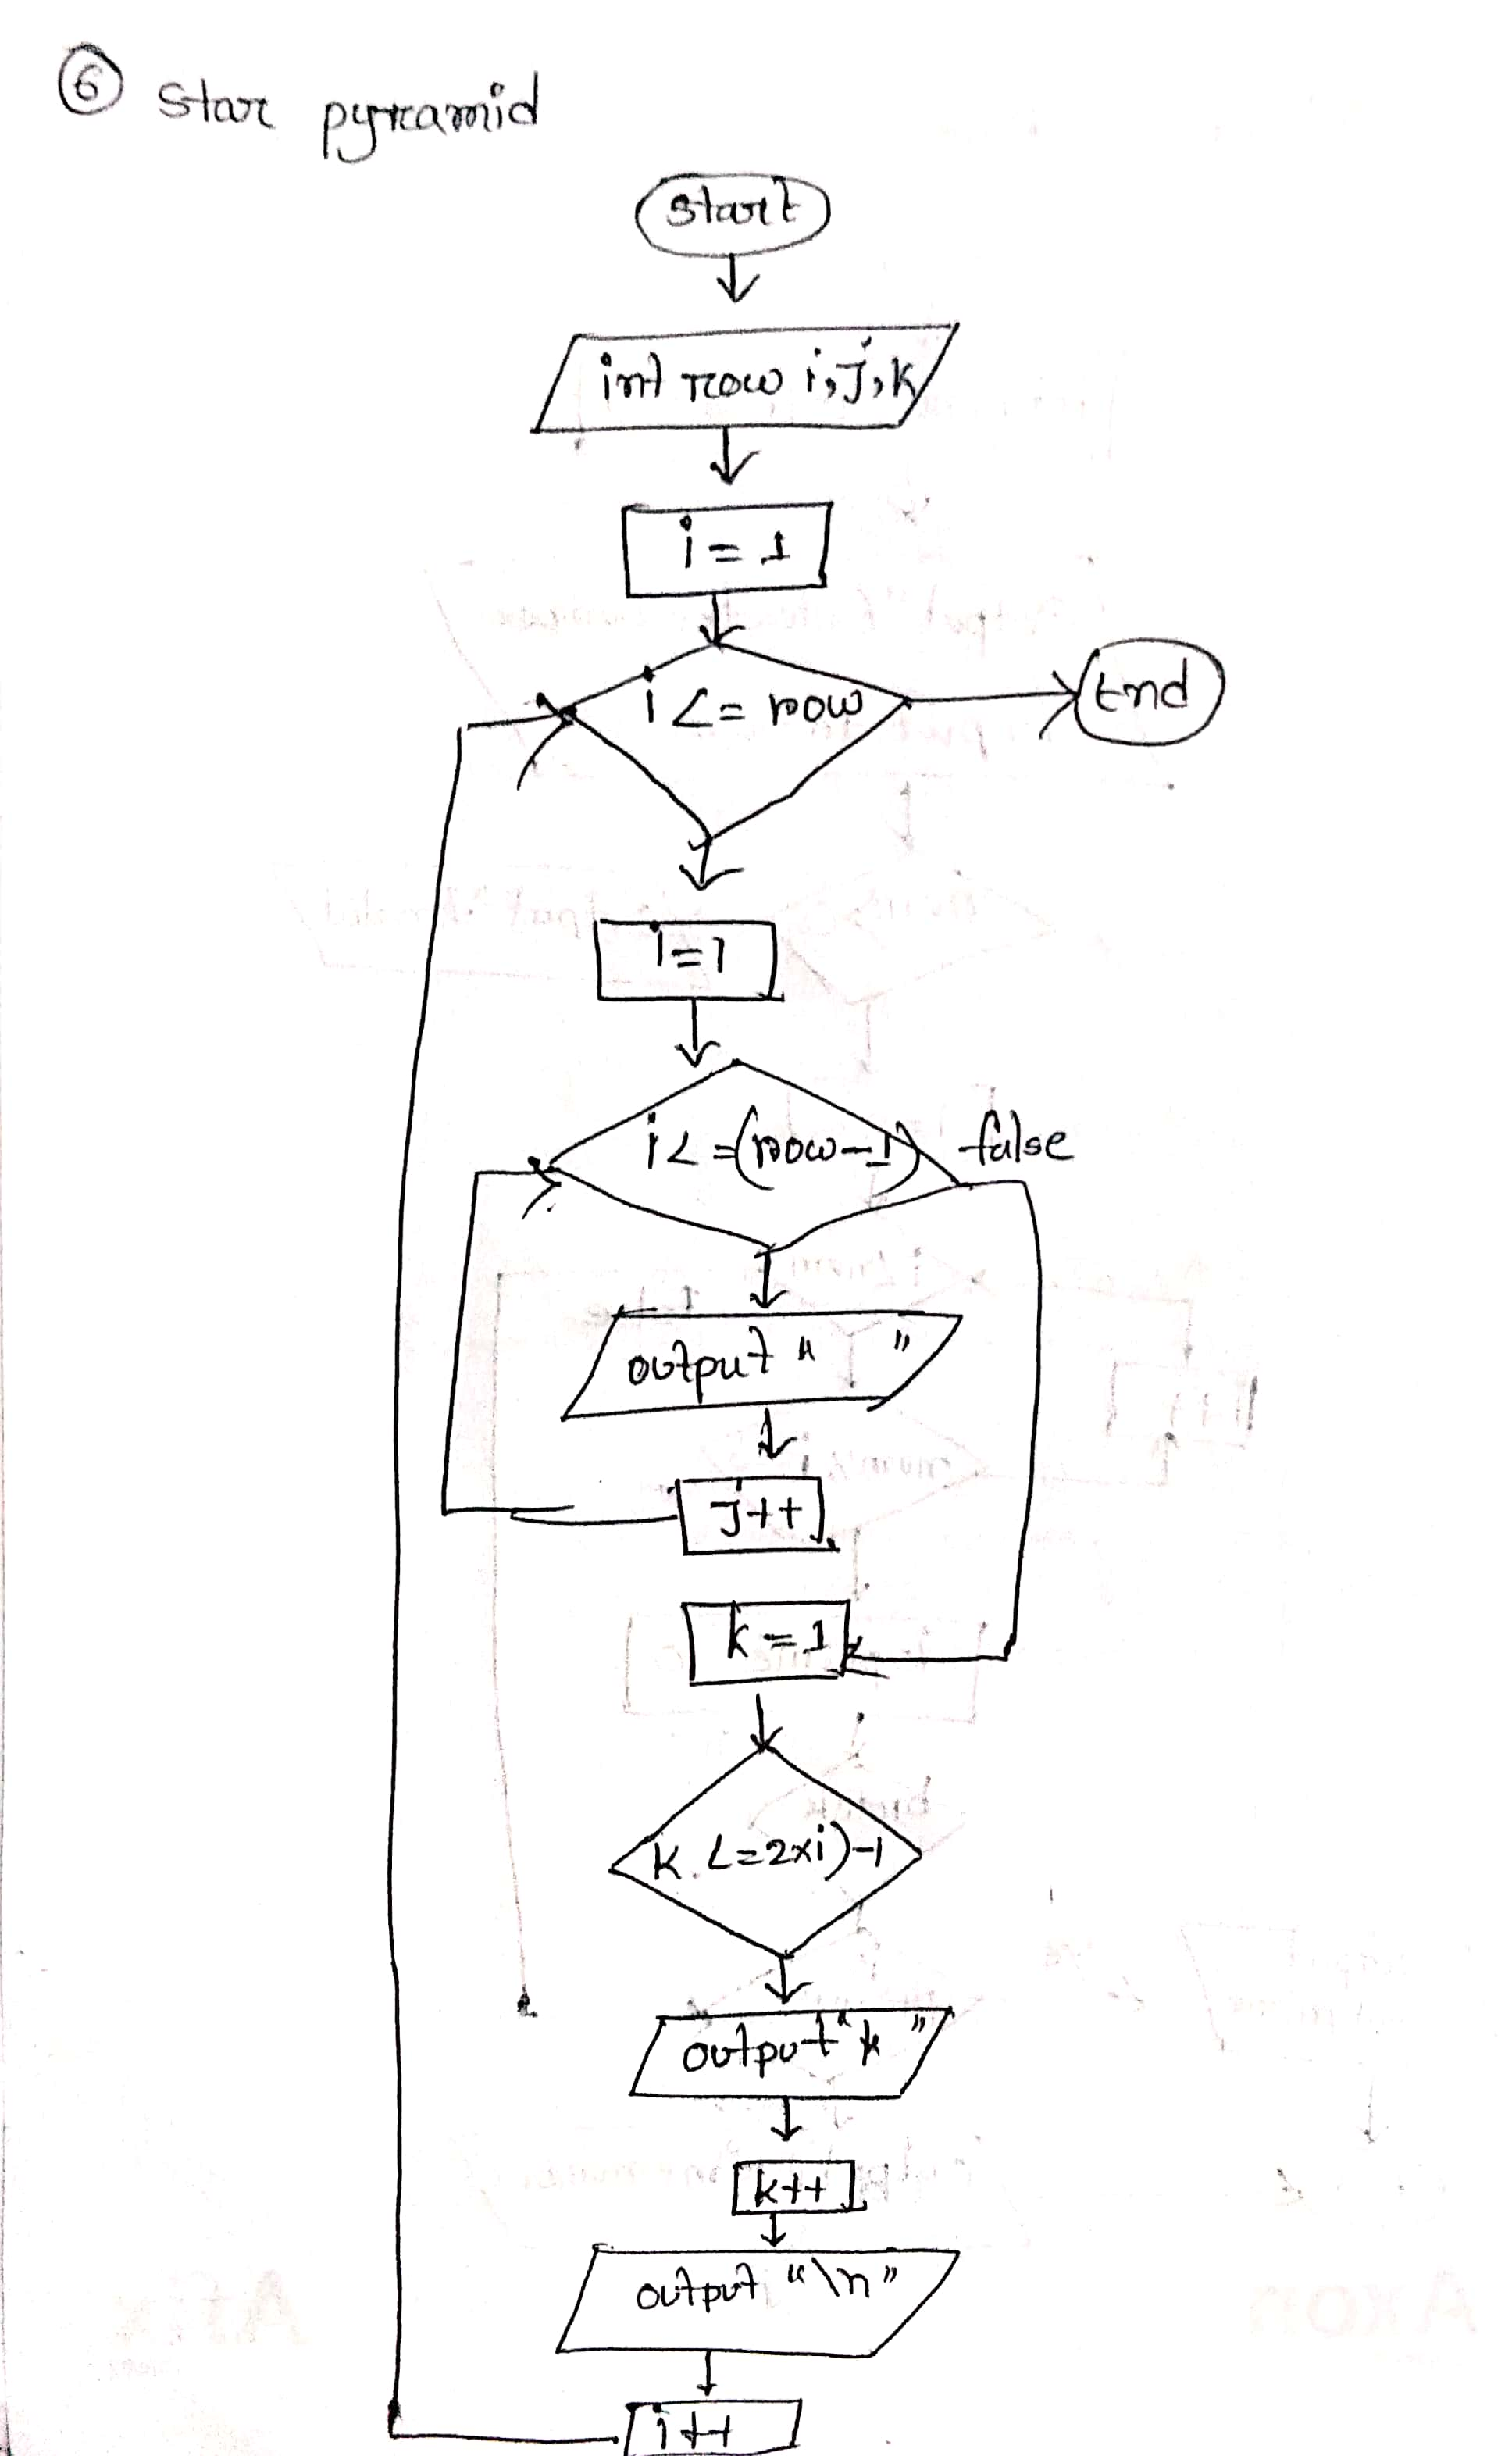 6 Star pyramid
Start
int row i,j,k
i = 1
i <= row
End
i=1
i< =(row-1)
false
output " "
j++
k=1
k <=2xi)-1
output "* "
k++
output "\n"
i++